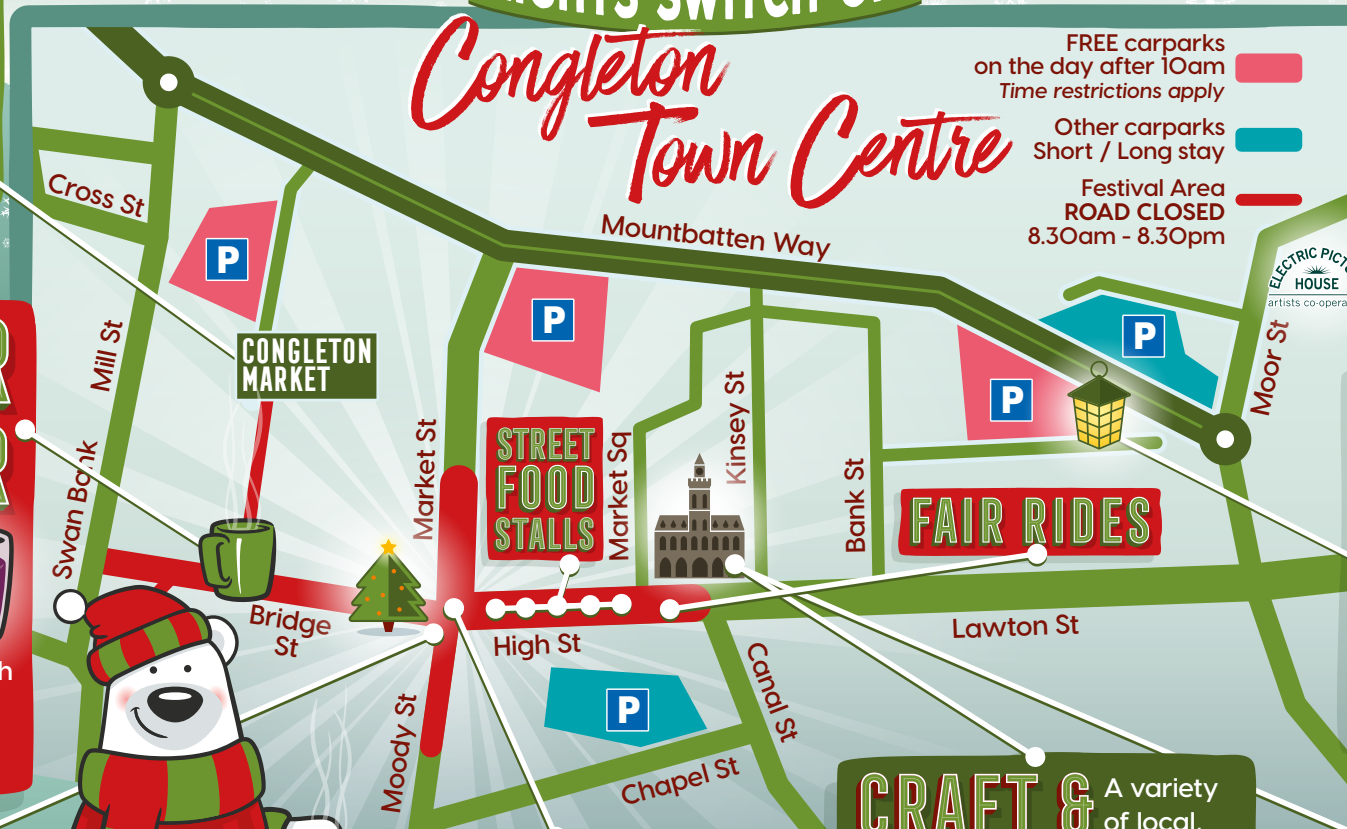 Congleton
Town Centre
FREE carparks
on the day after 10am
Time restrictions apply
Other carparks
Short / Long stay
Festival Area
ROAD CLOSED
8.30am - 8.30pm
Cross St
Mountbatten Way
P
P
P
P
P
ELECTRIC
HOUSE
Mill St
CONGLETON
MARKET
Moor St
Kinsey St
Market St
STREET
FOOD
STALLS
Market Sq
Bank St
Swan Bank
FAIR RIDES
Bridge
St
High St
Lawton St
Canal St
Moody St
Chapel St
CRAFT &
A variety
of local,